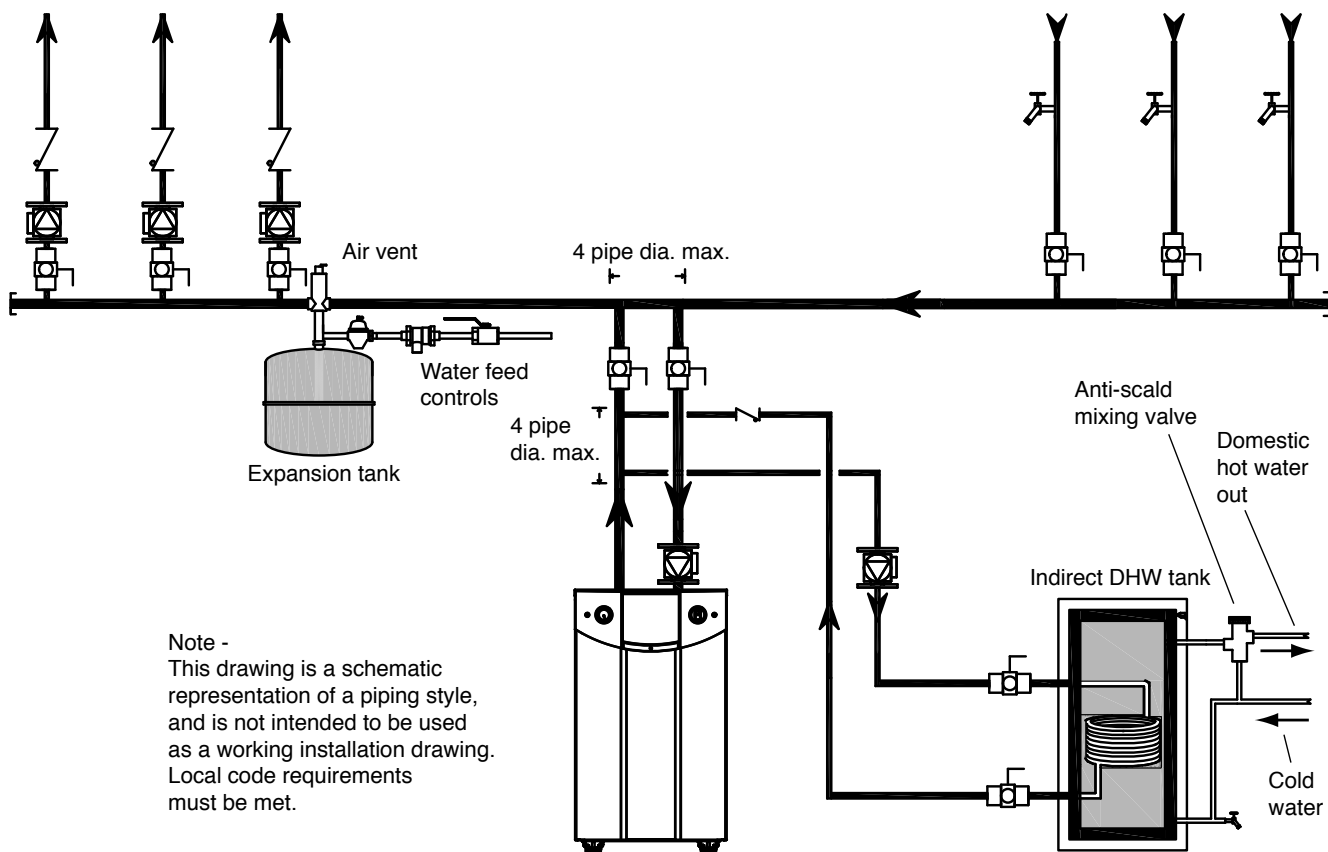 Air vent
4 pipe dia. max.
Water feed
controls
4 pipe
dia. max.
Expansion tank
Anti-scald
mixing valve
Domestic
hot water
out
Indirect DHW tank
Note -
This drawing is a schematic
representation of a piping style,
and is not intended to be used
as a working installation drawing.
Local code requirements
must be met.
Cold
water